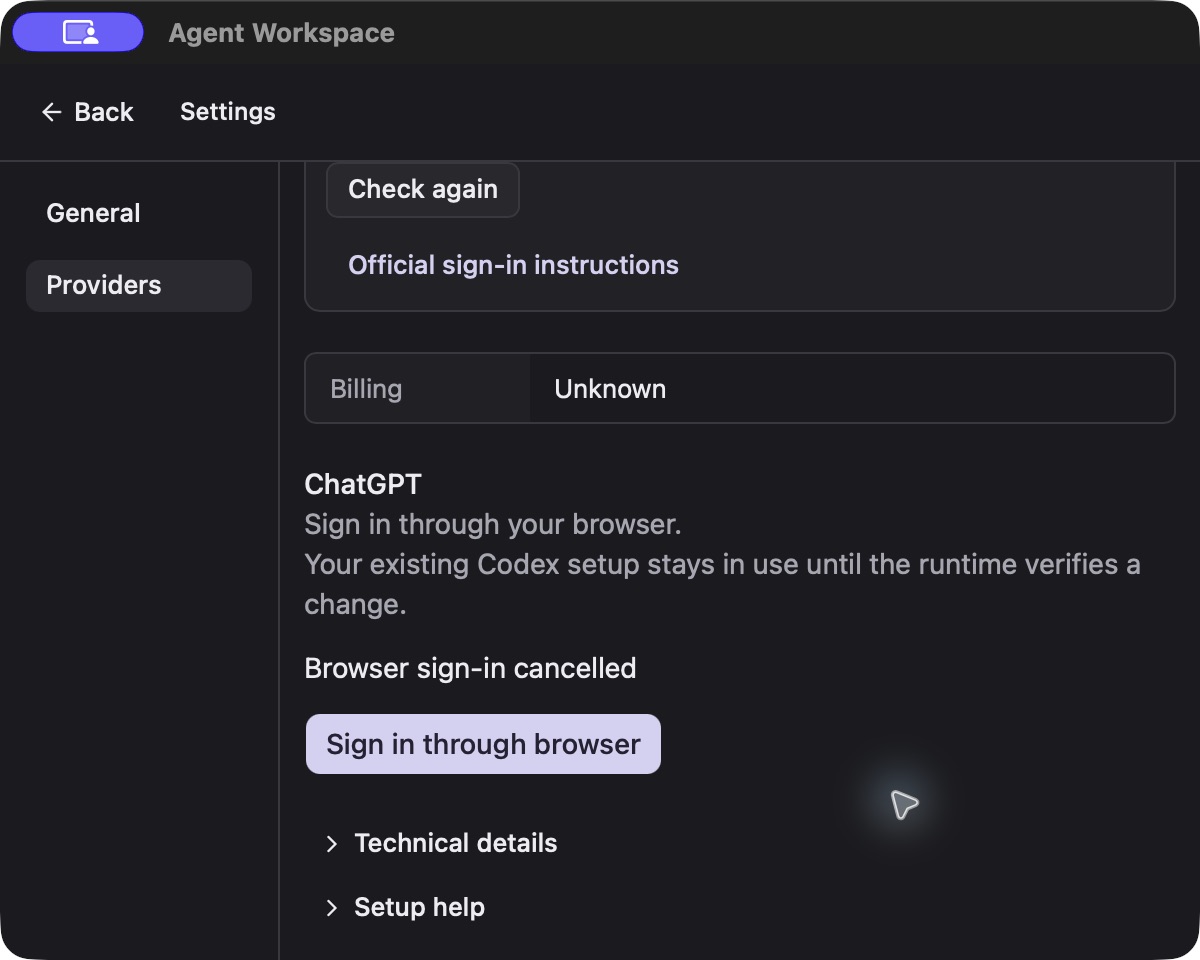 Agent Workspace
Back
Settings
General
Providers
Check again
Official sign-in instructions
Billing
Unknown
ChatGPT
Sign in through your browser.
Your existing Codex setup stays in use until the runtime verifies a
change.
Browser sign-in cancelled
Sign in through browser
Technical details
Setup help